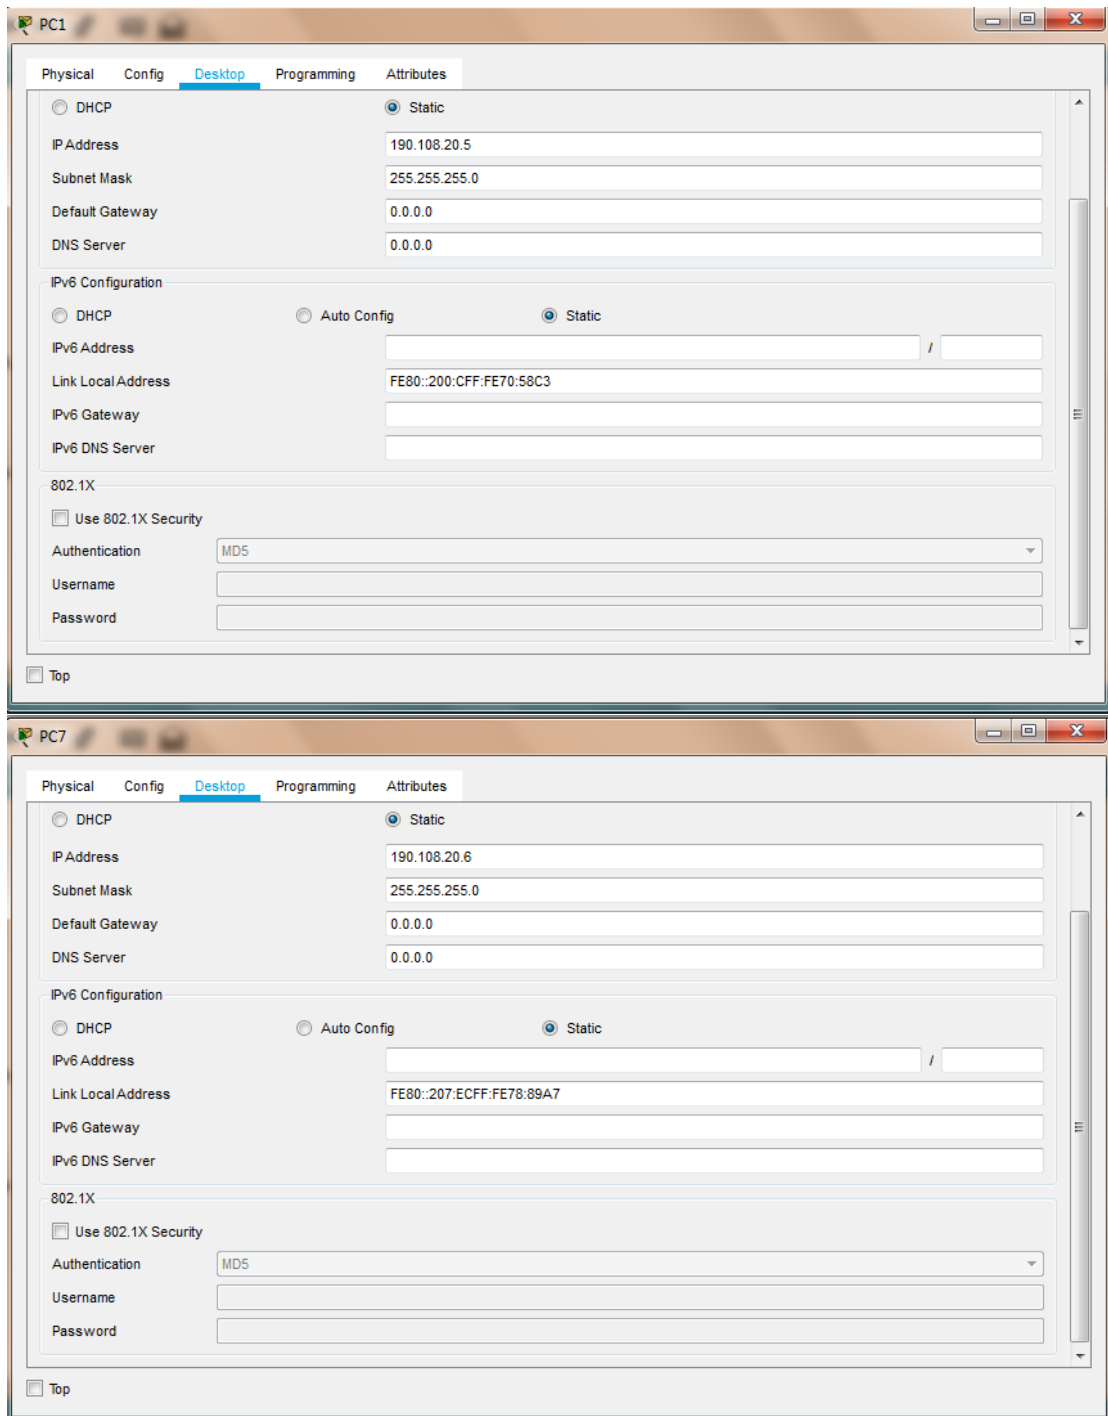 PC1
Physical Config Desktop Programming Attributes
DHCP Static
IP Address 190.108.20.5
Subnet Mask 255.255.255.0
Default Gateway 0.0.0.0
DNS Server 0.0.0.0
IPv6 Configuration
DHCP Auto Config Static
IPv6 Address /
Link Local Address FE80::200:CFF:FE70:58C3
IPv6 Gateway
IPv6 DNS Server
802.1X
Use 802.1X Security
Authentication MD5
Username
Password
Top
PC7
Physical Config Desktop Programming Attributes
DHCP Static
IP Address 190.108.20.6
Subnet Mask 255.255.255.0
Default Gateway 0.0.0.0
DNS Server 0.0.0.0
IPv6 Configuration
DHCP Auto Config Static
IPv6 Address /
Link Local Address FE80::207:ECFF:FE78:89A7
IPv6 Gateway
IPv6 DNS Server
802.1X
Use 802.1X Security
Authentication MD5
Username
Password
Top